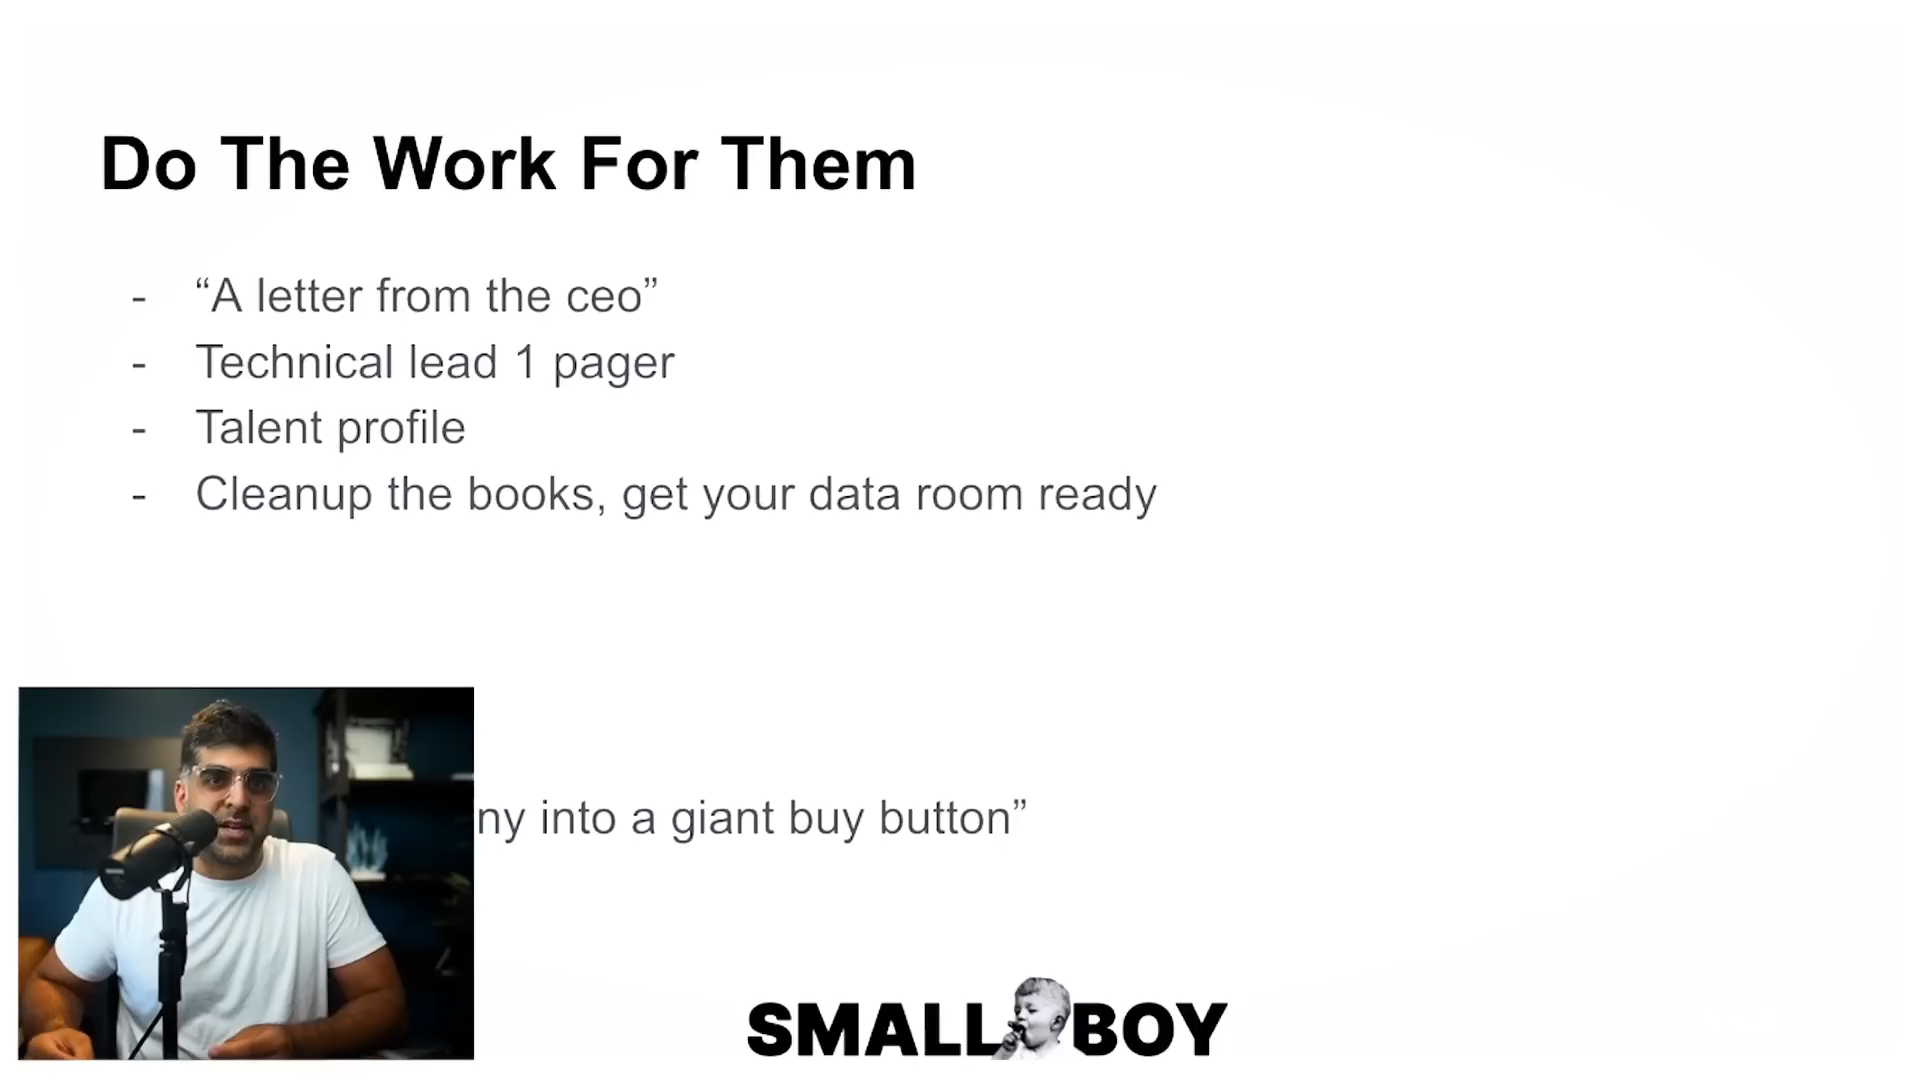 Do The Work For Them
- “A letter from the ceo”
- Technical lead 1 pager
- Talent profile
- Cleanup the books, get your data room ready
ny into a giant buy button”
SMALL BOY